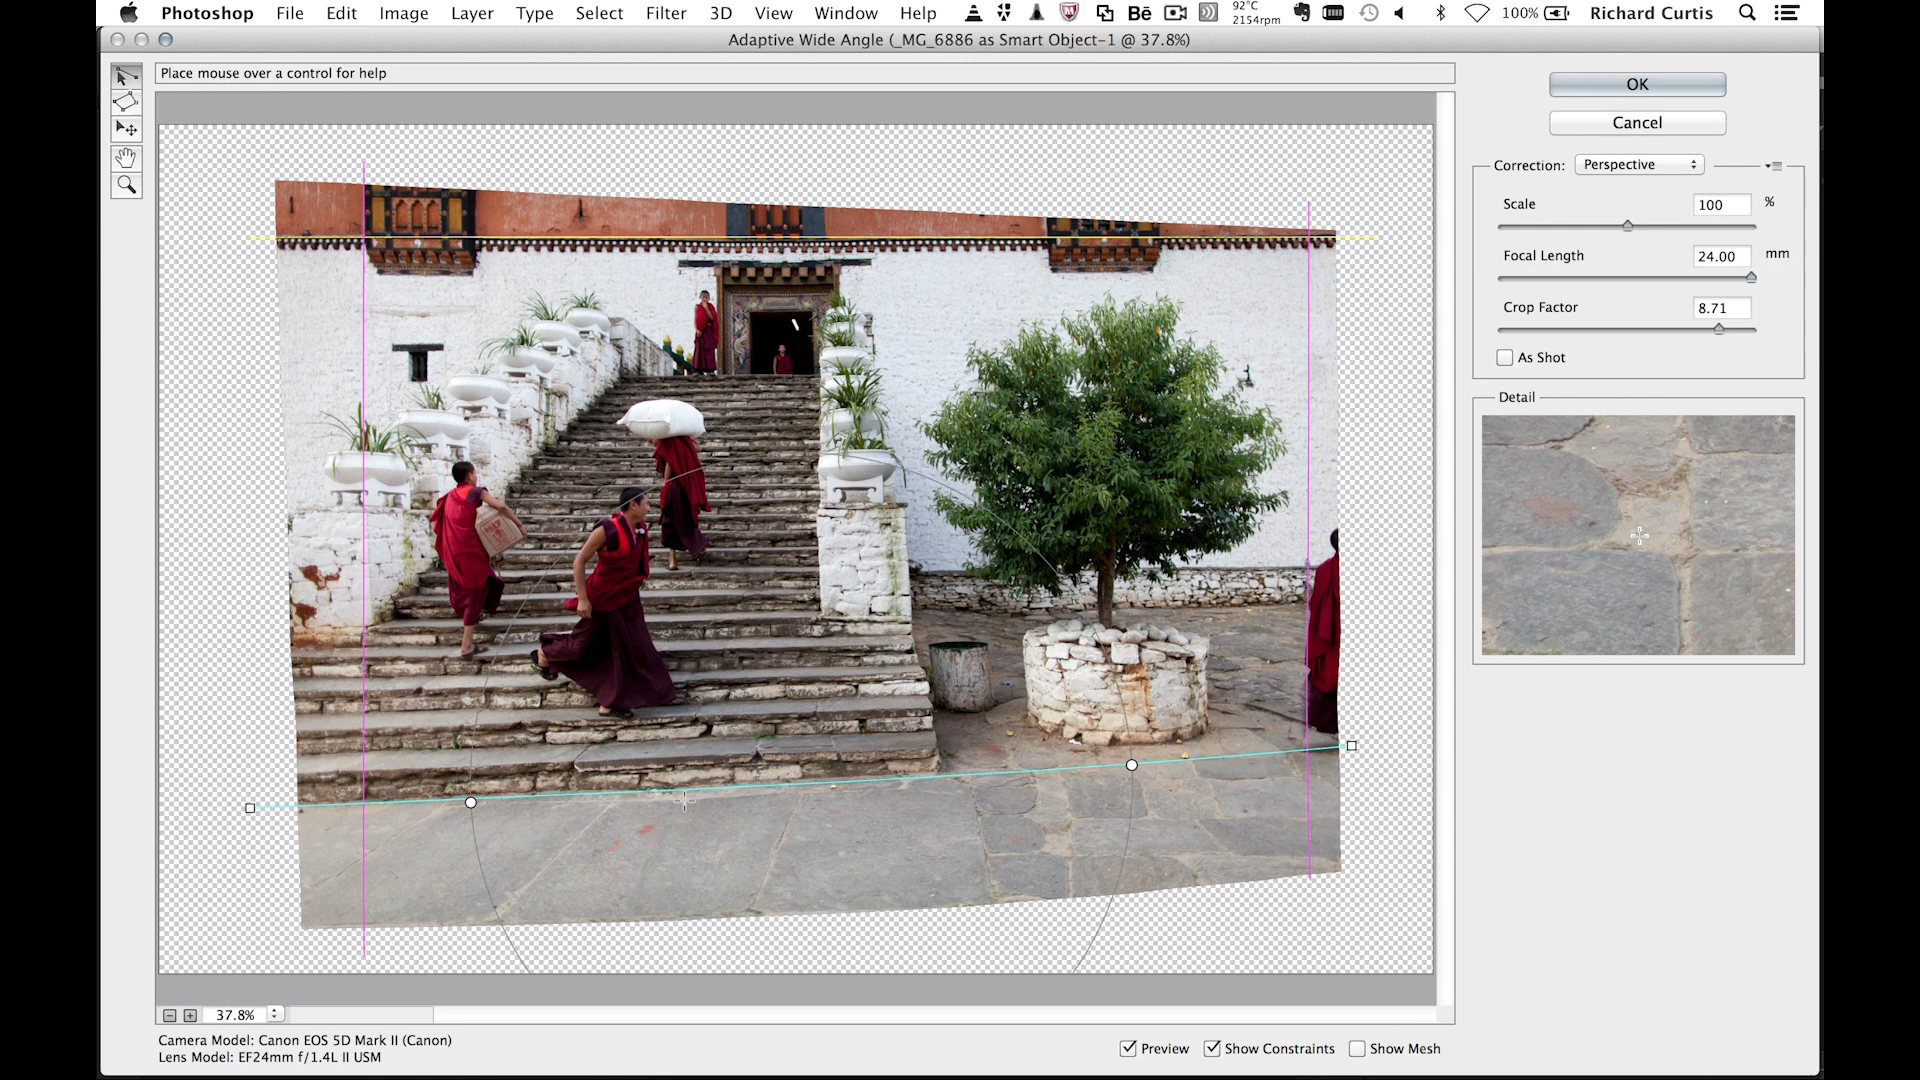 Photoshop File Edit Image Layer Type Select Filter 3D View Window Help Bē 92°C 2154rpm 100% Richard Curtis
Adaptive Wide Angle (_MG_6886 as Smart Object-1 @ 37.8%)
Place mouse over a control for help
OK
Cancel
Correction: Perspective
Scale 100 %
Focal Length 24.00 mm
Crop Factor 8.71
As Shot
Detail
37.8%
Camera Model: Canon EOS 5D Mark II (Canon)
Lens Model: EF24mm f/1.4L II USM
Preview Show Constraints Show Mesh